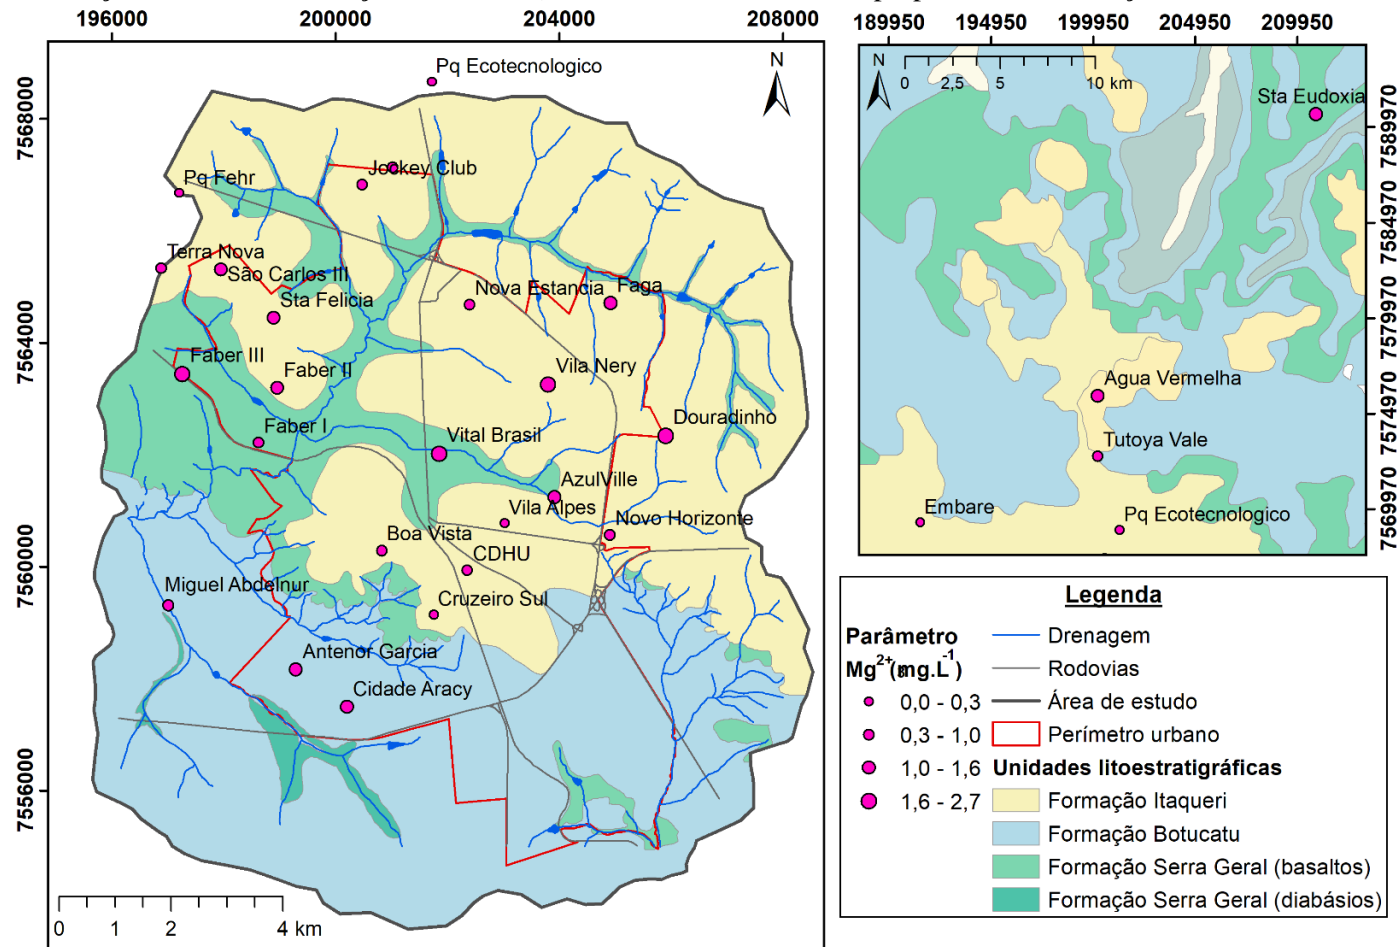 196000 200000 204000 208000
189950 194950 199950 204950 209950
N
Pq Ecotecnologico
7568000
7564000
7560000
7556000
Jockey Club
Pq Fehr
Terra Nova
São Carlos III
Sta Felicia
Nova Estancia
Faga
Faber III
Faber II
Vila Nery
Faber I
Vital Brasil
Douradinho
AzulVille
Vila Alpes
Novo Horizonte
Boa Vista
CDHU
Miguel Abdelnur
Cruzeiro Sul
Antenor Garcia
Cidade Aracy
0 1 2 4 km
N
0 2,5 5 10 km
Sta Eudoxia
Agua Vermelha
Tutoya Vale
Embare
Pq Ecotecnologico
7589970
7584970
7579970
7574970
7569970
Legenda
Parâmetro
Mg2+ (mg.L-1)
0,0 - 0,3
0,3 - 1,0
1,0 - 1,6
1,6 - 2,7
Drenagem
Rodovias
Área de estudo
Perímetro urbano
Unidades litoestratigráficas
Formação Itaqueri
Formação Botucatu
Formação Serra Geral (basaltos)
Formação Serra Geral (diabásios)